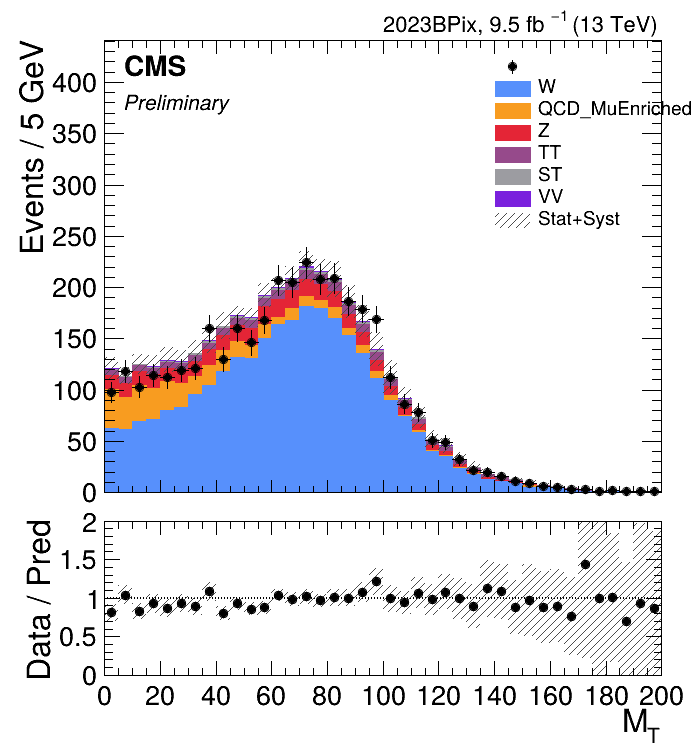 2023BPix, 9.5 fb⁻¹ (13 TeV)
CMS
Preliminary
W
QCD_MuEnriched
Z
TT
ST
VV
Stat+Syst
Events / 5 GeV
400
350
300
250
200
150
100
50
0
Data / Pred
2
1.5
1
0.5
0
0 20 40 60 80 100 120 140 160 180 200
M_T